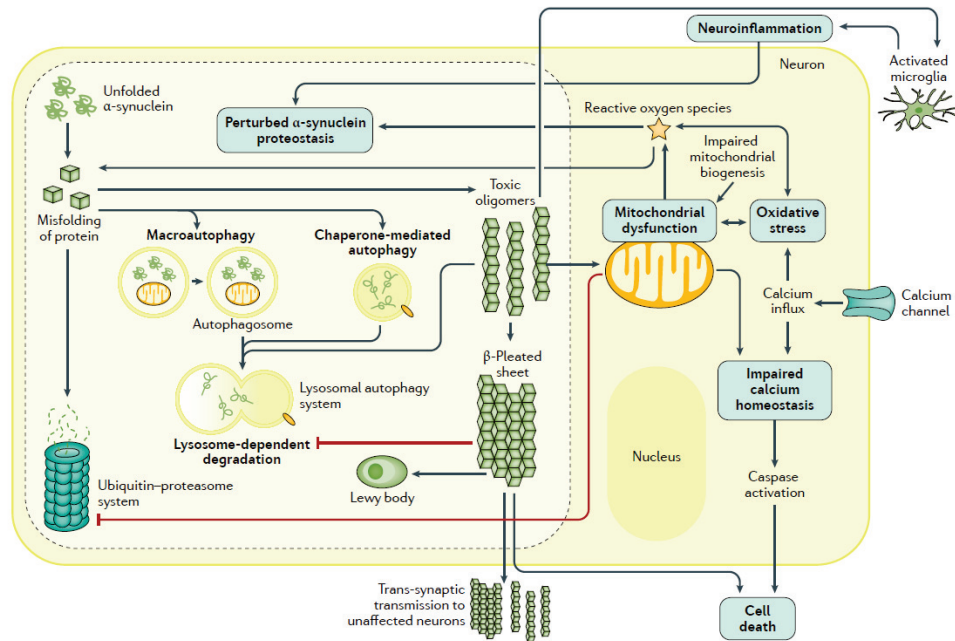 Neuroinflammation
Neuron
Activated
microglia
Unfolded
α-synuclein
Perturbed α-synuclein
proteostasis
Reactive oxygen species
Impaired
mitochondrial
biogenesis
Misfolding
of protein
Toxic
oligomers
Macroautophagy
Chaperone-mediated
autophagy
Mitochondrial
dysfunction
Oxidative
stress
Autophagosome
Calcium
influx
Calcium
channel
β-Pleated
sheet
Lysosomal autophagy
system
Impaired
calcium
homeostasis
Lysosome-dependent
degradation
Nucleus
Ubiquitin–proteasome
system
Lewy body
Caspase
activation
Trans-synaptic
transmission to
unaffected neurons
Cell
death